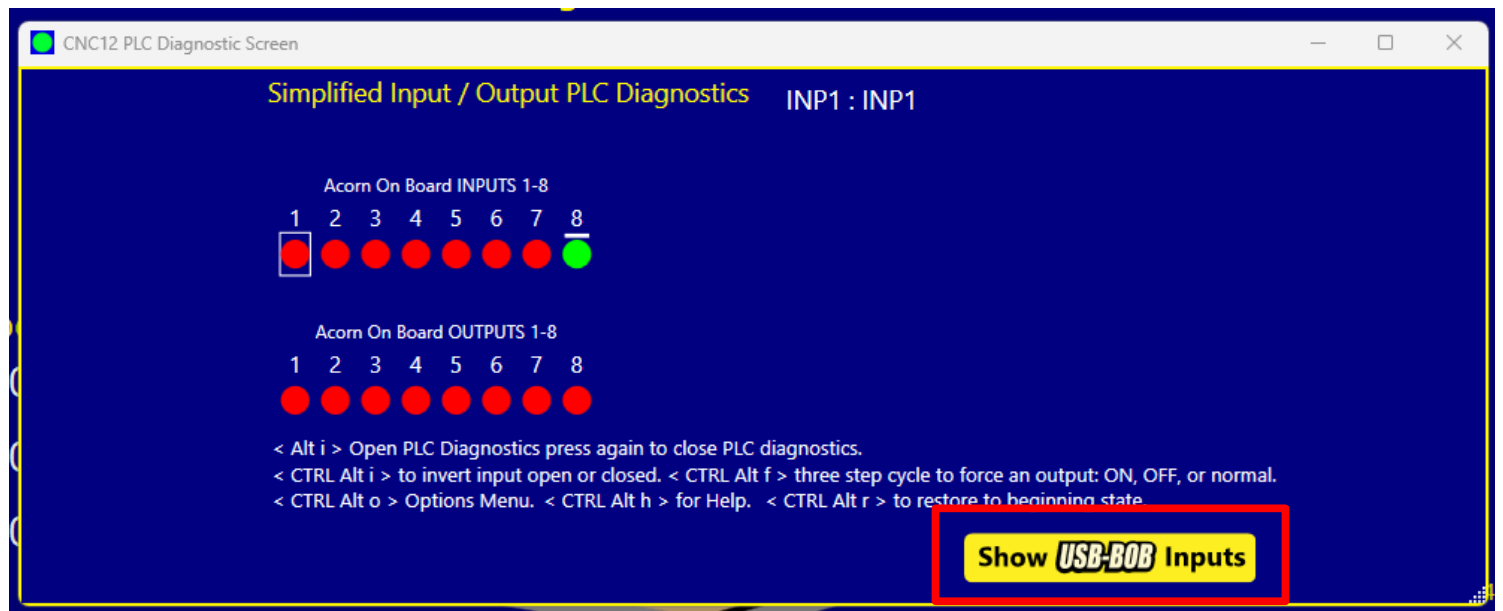 CNC12 PLC Diagnostic Screen
Simplified Input / Output PLC Diagnostics INP1 : INP1
Acorn On Board INPUTS 1-8
1 2 3 4 5 6 7 8
Acorn On Board OUTPUTS 1-8
1 2 3 4 5 6 7 8
< Alt i > Open PLC Diagnostics press again to close PLC diagnostics.
< CTRL Alt i > to invert input open or closed. < CTRL Alt f > three step cycle to force an output: ON, OFF, or normal.
< CTRL Alt o > Options Menu. < CTRL Alt h > for Help. < CTRL Alt r > to restore to beginning state.
Show USB-BOB Inputs